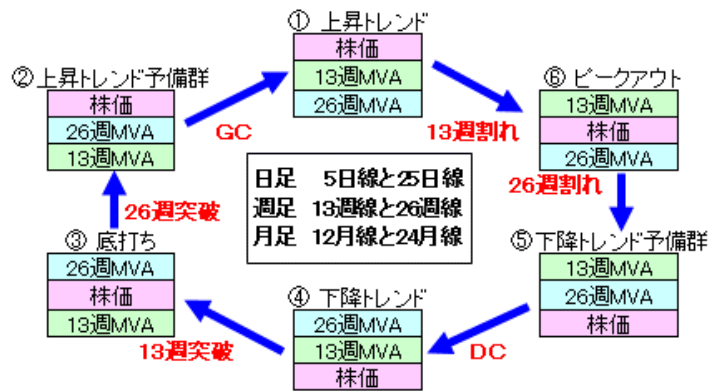 ① 上昇トレンド
株価
13週MVA
26週MVA
②上昇トレンド予備群
株価
26週MVA
13週MVA
GC
⑥ ピークアウト
13週MVA
株価
26週MVA
13週割れ
26週割れ
日足 5日線と25日線
週足 13週線と26週線
月足 12月線と24月線
26週突破
③ 底打ち
26週MVA
株価
13週MVA
⑤下降トレンド予備群
13週MVA
26週MVA
株価
④ 下降トレンド
26週MVA
13週MVA
株価
13週突破
DC